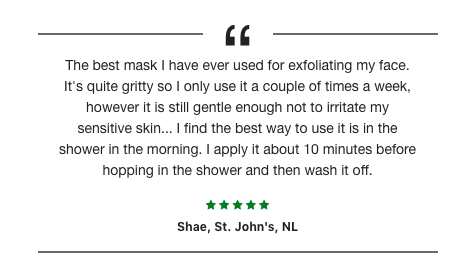 “
The best mask I have ever used for exfoliating my face.
It's quite gritty so I only use it a couple of times a week,
however it is still gentle enough not to irritate my
sensitive skin... I find the best way to use it is in the
shower in the morning. I apply it about 10 minutes before
hopping in the shower and then wash it off.
★★★★★
Shae, St. John's, NL